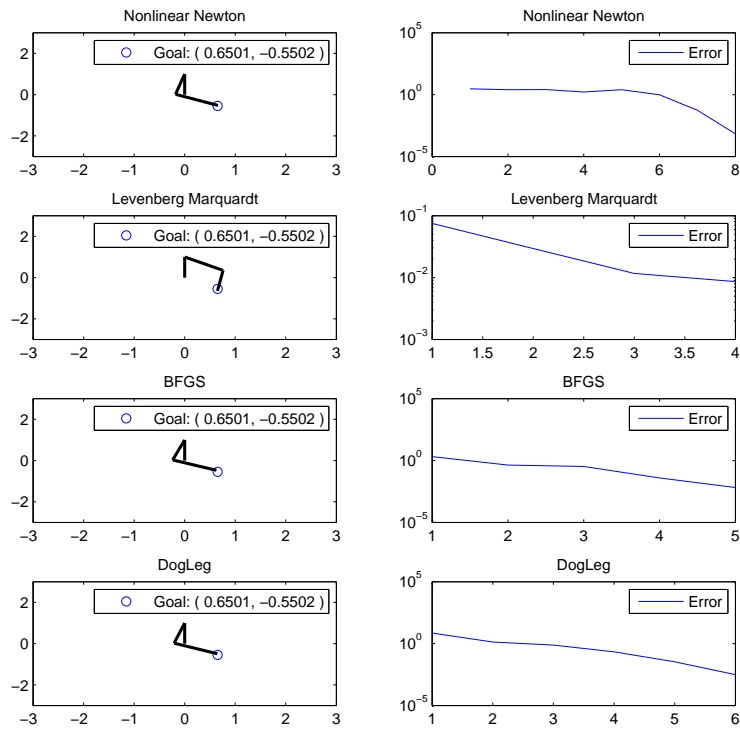 Nonlinear Newton
Nonlinear Newton
2
0
−2
Goal: ( 0.6501, −0.5502 )
−3 −2 −1 0 1 2 3
10^5
10^0
10^−5
Error
0 2 4 6 8
Levenberg Marquardt
Levenberg Marquardt
2
0
−2
Goal: ( 0.6501, −0.5502 )
−3 −2 −1 0 1 2 3
10^−1
10^−2
10^−3
Error
1 1.5 2 2.5 3 3.5 4
BFGS
BFGS
2
0
−2
Goal: ( 0.6501, −0.5502 )
−3 −2 −1 0 1 2 3
10^5
10^0
10^−5
Error
1 2 3 4 5
DogLeg
DogLeg
2
0
−2
Goal: ( 0.6501, −0.5502 )
−3 −2 −1 0 1 2 3
10^5
10^0
10^−5
Error
1 2 3 4 5 6